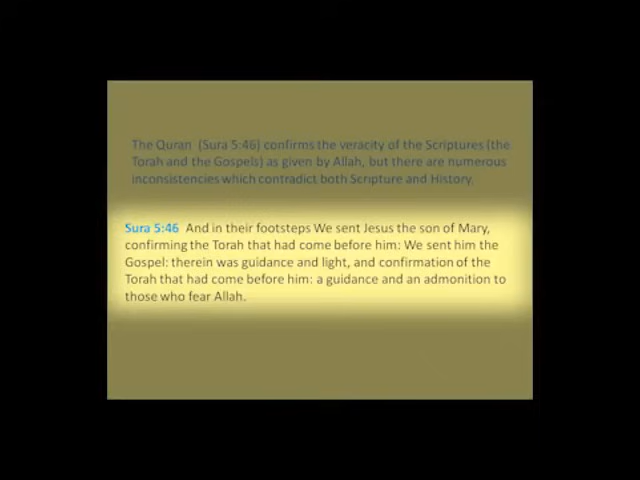 The Quran (Sura 5:46) confirms the veracity of the Scriptures (the
Torah and the Gospels) as given by Allah, but there are numerous
inconsistencies which contradict both Scripture and History.
Sura 5:46 And in their footsteps We sent Jesus the son of Mary,
confirming the Torah that had come before him: We sent him the
Gospel: therein was guidance and light, and confirmation of the
Torah that had come before him: a guidance and an admonition to
those who fear Allah.